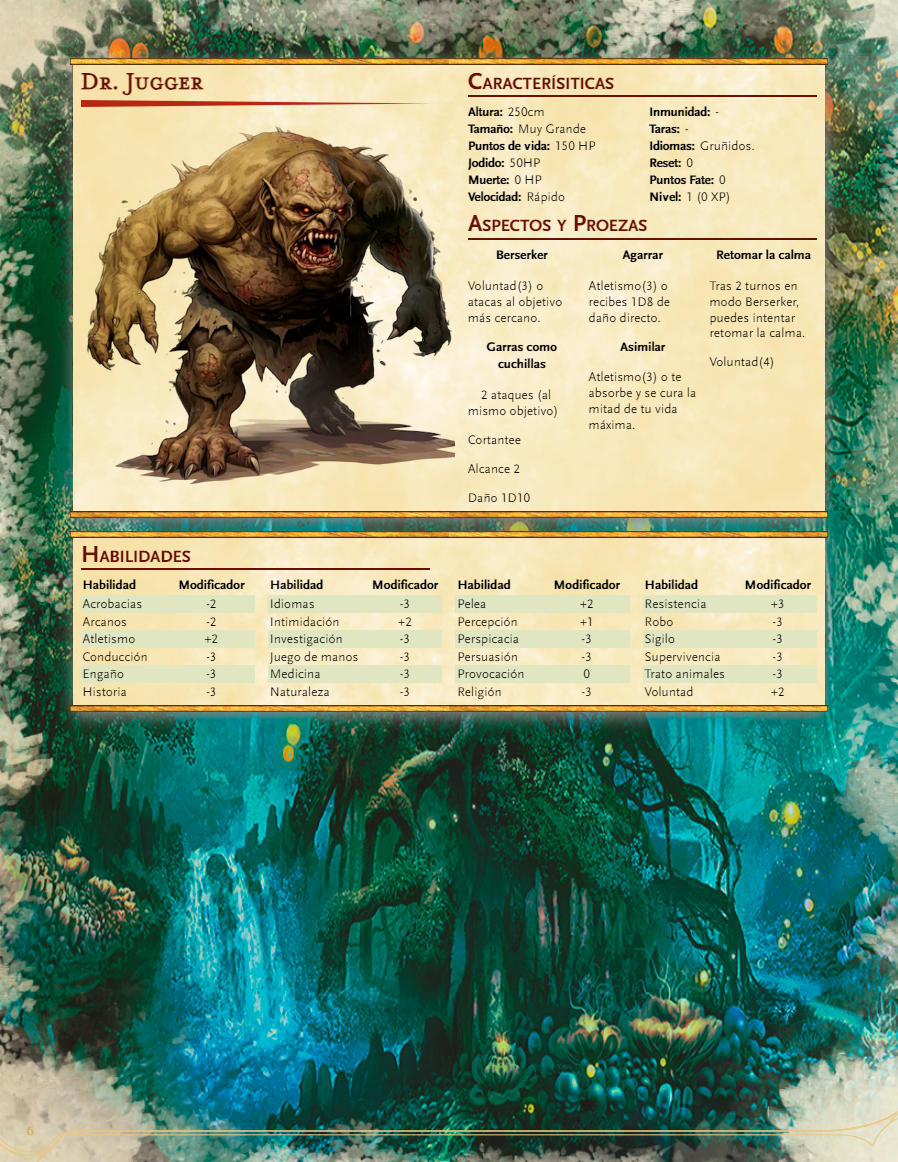 Dr. Jugger
Caracterísiticas
Altura: 250cm
Tamaño: Muy Grande
Puntos de vida: 150 HP
Jodido: 50HP
Muerte: 0 HP
Velocidad: Rápido
Inmunidad: -
Taras: -
Idiomas: Gruñidos.
Reset: 0
Puntos Fate: 0
Nivel: 1 (0 XP)
Aspectos y Proezas
Berserker
Voluntad(3) o
atacas al objetivo
más cercano.
Garras como
cuchillas
2 ataques (al
mismo objetivo)
Cortantee
Alcance 2
Daño 1D10
Agarrar
Atletismo(3) o
recibes 1D8 de
daño directo.
Asimilar
Atletismo(3) o te
absorbe y se cura la
mitad de tu vida
máxima.
Retomar la calma
Tras 2 turnos en
modo Berserker,
puedes intentar
retomar la calma.
Voluntad(4)
Habilidades
Habilidad Modificador Habilidad Modificador Habilidad Modificador Habilidad Modificador
Acrobacias -2 Idiomas -3 Pelea +2 Resistencia +3
Arcanos -2 Intimidación +2 Percepción +1 Robo -3
Atletismo +2 Investigación -3 Perspicacia -3 Sigilo -3
Conducción -3 Juego de manos -3 Persuasión -3 Supervivencia -3
Engaño -3 Medicina -3 Provocación 0 Trato animales -3
Historia -3 Naturaleza -3 Religión -3 Voluntad +2
6